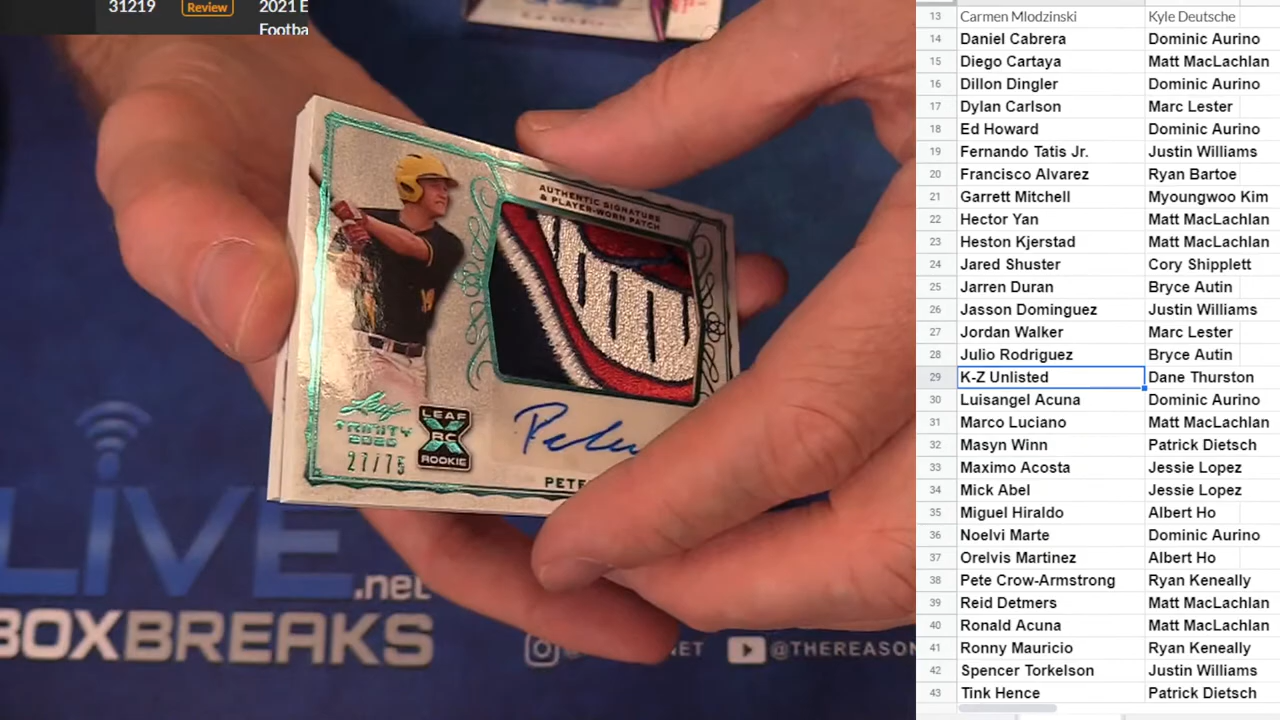 31219
Review
2021 E
Footba
AUTHENTIC SIGNATURE
& PLAYER-WORN PATCH
Leaf
TRINITY
2020
27/75
LEAF
X
RC
ROOKIE
PETE
LIVE.net
BOXBREAKS
NET
@THEREASON
13 Carmen Mlodzinski Kyle Deutsche
14 Daniel Cabrera Dominic Aurino
15 Diego Cartaya Matt MacLachlan
16 Dillon Dingler Dominic Aurino
17 Dylan Carlson Marc Lester
18 Ed Howard Dominic Aurino
19 Fernando Tatis Jr. Justin Williams
20 Francisco Alvarez Ryan Bartoe
21 Garrett Mitchell Myoungwoo Kim
22 Hector Yan Matt MacLachlan
23 Heston Kjerstad Matt MacLachlan
24 Jared Shuster Cory Shipplett
25 Jarren Duran Bryce Autin
26 Jasson Dominguez Justin Williams
27 Jordan Walker Marc Lester
28 Julio Rodriguez Bryce Autin
29 K-Z Unlisted Dane Thurston
30 Luisangel Acuna Dominic Aurino
31 Marco Luciano Matt MacLachlan
32 Masyn Winn Patrick Dietsch
33 Maximo Acosta Jessie Lopez
34 Mick Abel Jessie Lopez
35 Miguel Hiraldo Albert Ho
36 Noelvi Marte Dominic Aurino
37 Orelvis Martinez Albert Ho
38 Pete Crow-Armstrong Ryan Keneally
39 Reid Detmers Matt MacLachlan
40 Ronald Acuna Matt MacLachlan
41 Ronny Mauricio Ryan Keneally
42 Spencer Torkelson Justin Williams
43 Tink Hence Patrick Dietsch